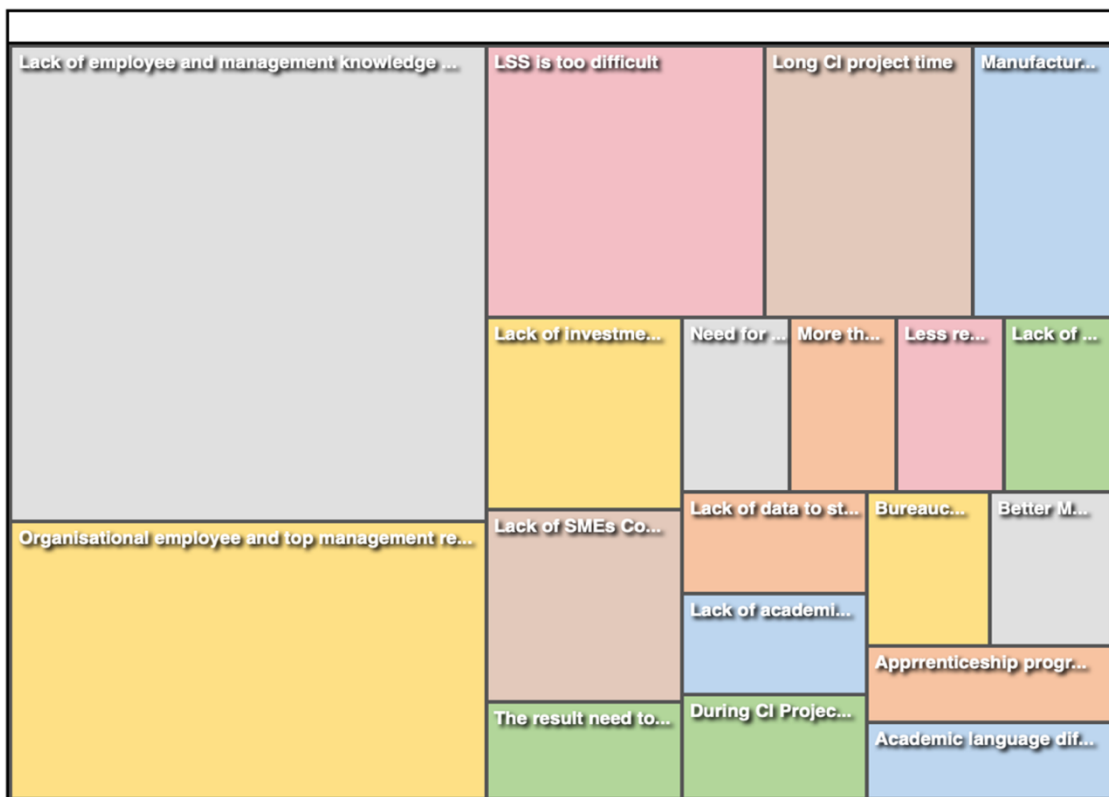 Lack of employee and management knowledge ...
LSS is too difficult
Long CI project time
Manufactur...
Lack of investme...
Need for ...
More th...
Less re...
Lack of ...
Lack of data to st...
Bureauc...
Better M...
Organisational employee and top management re...
Lack of SMEs Co...
Lack of academi...
Apprrenticeship progr...
The result need to...
During CI Projec...
Academic language dif...